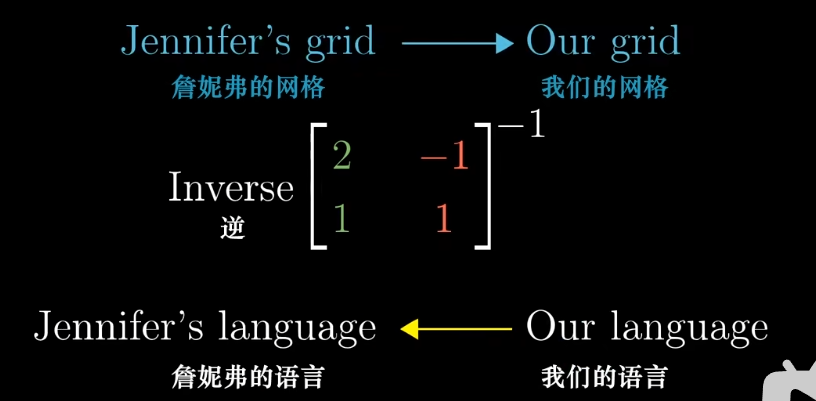 Jennifer's grid → Our grid
詹妮弗的网格 我们的网格
Inverse [2 −1]−1
逆 [1 1]
Jennifer's language ← Our language
詹妮弗的语言 我们的语言